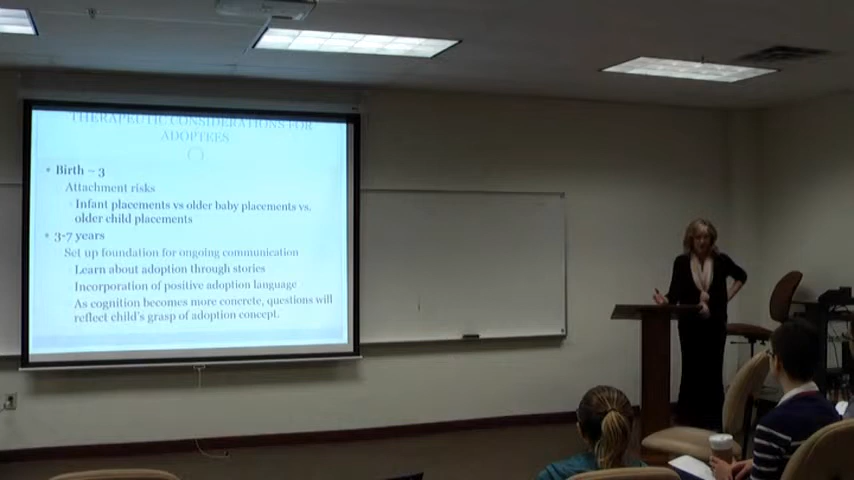 THERAPEUTIC CONSIDERATIONS FOR
ADOPTEES
• Birth – 3
Attachment risks
Infant placements vs older baby placements vs.
older child placements
• 3-7 years
Set up foundation for ongoing communication
Learn about adoption through stories
Incorporation of positive adoption language
As cognition becomes more concrete, questions will
reflect child's grasp of adoption concept.